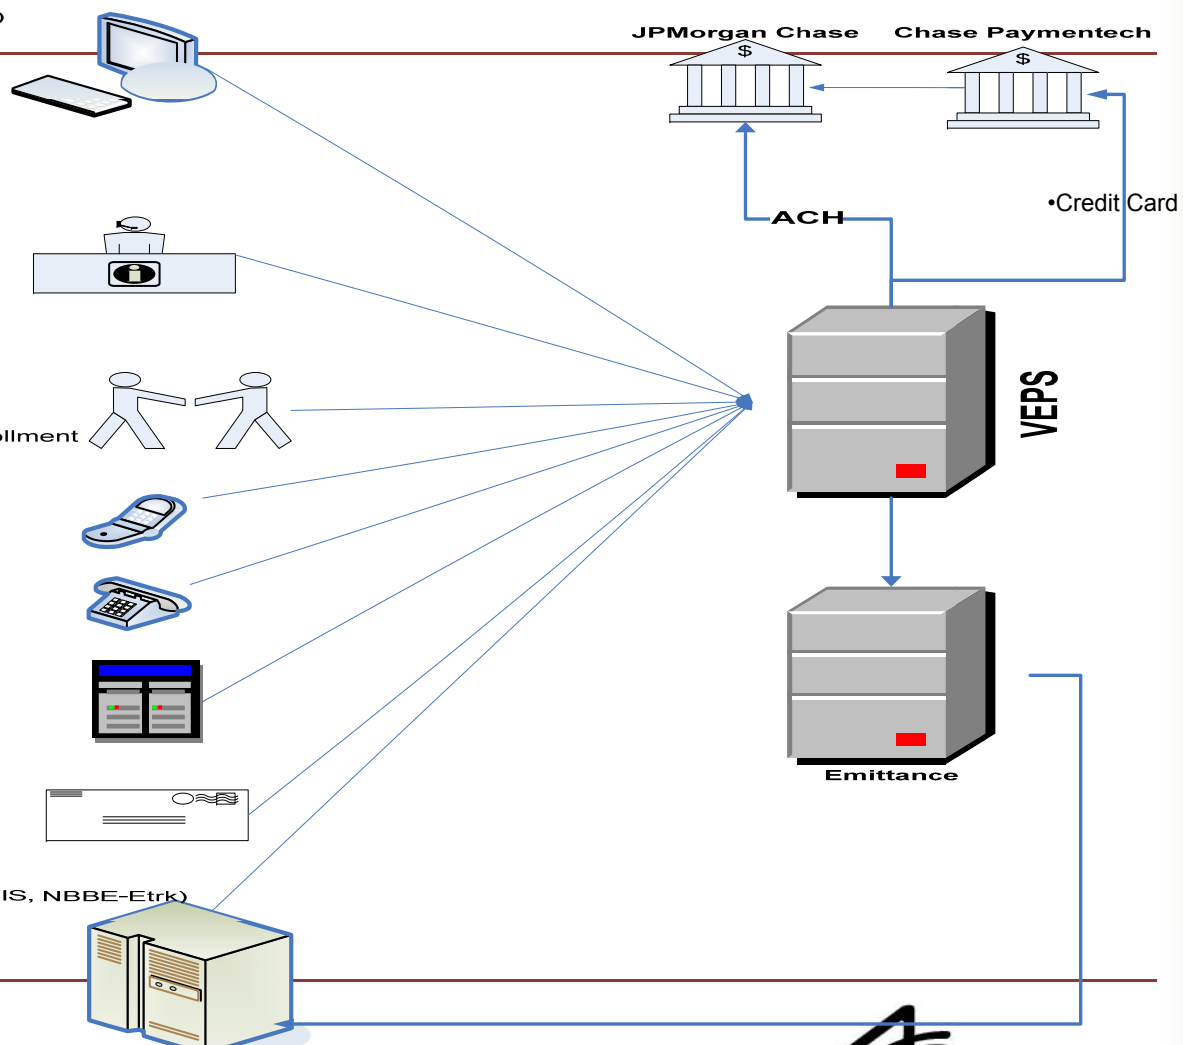 JPMorgan Chase
Chase Paymentech
$
$
•Credit Card
ACH
VEPS
ollment
Emittance
IS, NBBE-Etrk)